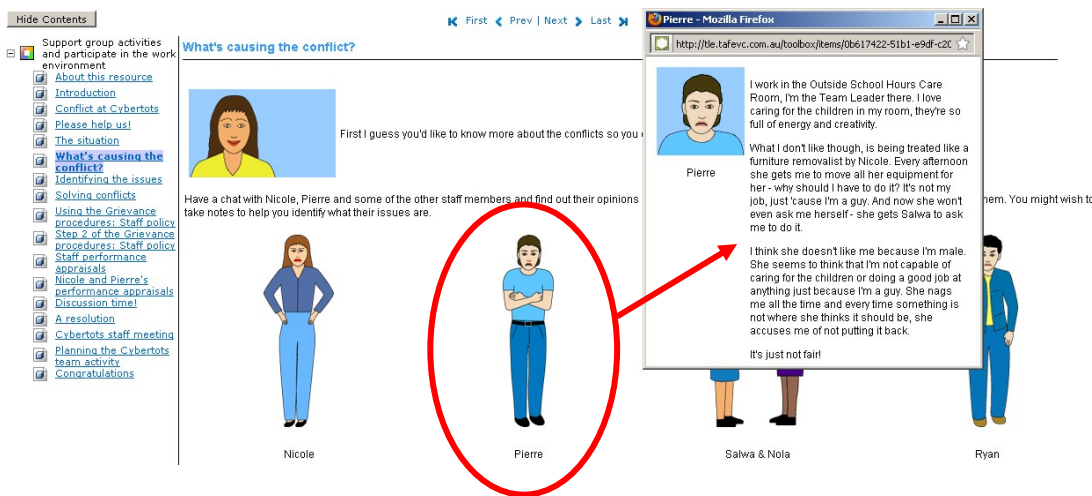 Hide Contents
First Prev | Next Last
Support group activities
and participate in the work
environment
About this resource
Introduction
Conflict at Cybertots
Please help us!
The situation
What's causing the
conflict?
Identifying the issues
Solving conflicts
Using the Grievance
procedures: Staff policy
Step 2 of the Grievance
procedures: Staff policy
Staff performance
appraisals
Nicole and Pierre's
performance appraisals
Discussion time!
A resolution
Cybertots staff meeting
Planning the Cybertots
team activity
Congratulations
What's causing the conflict?
First I guess you'd like to know more about the conflicts so you
Have a chat with Nicole, Pierre and some of the other staff members and find out their opinions hem. You might wish to
take notes to help you identify what their issues are.
Nicole
Pierre
Salwa & Nola
Ryan
Pierre - Mozilla Firefox
http://tle.tafevc.com.au/toolbox/items/0b617422-51b1-e9df-c20
Pierre
I work in the Outside School Hours Care
Room, I'm the Team Leader there. I love
caring for the children in my room, they're so
full of energy and creativity.
What I don't like though, is being treated like a
furniture removalist by Nicole. Every afternoon
she gets me to move all her equipment for
her - why should I have to do it? It's not my
job, just 'cause I'm a guy. And now she won't
even ask me herself - she gets Salwa to ask
me to do it.
I think she doesn't like me because I'm male.
She seems to think that I'm not capable of
caring for the children or doing a good job at
anything just because I'm a guy. She nags
me all the time and every time something is
not where she thinks it should be, she
accuses me of not putting it back.
It's just not fair!